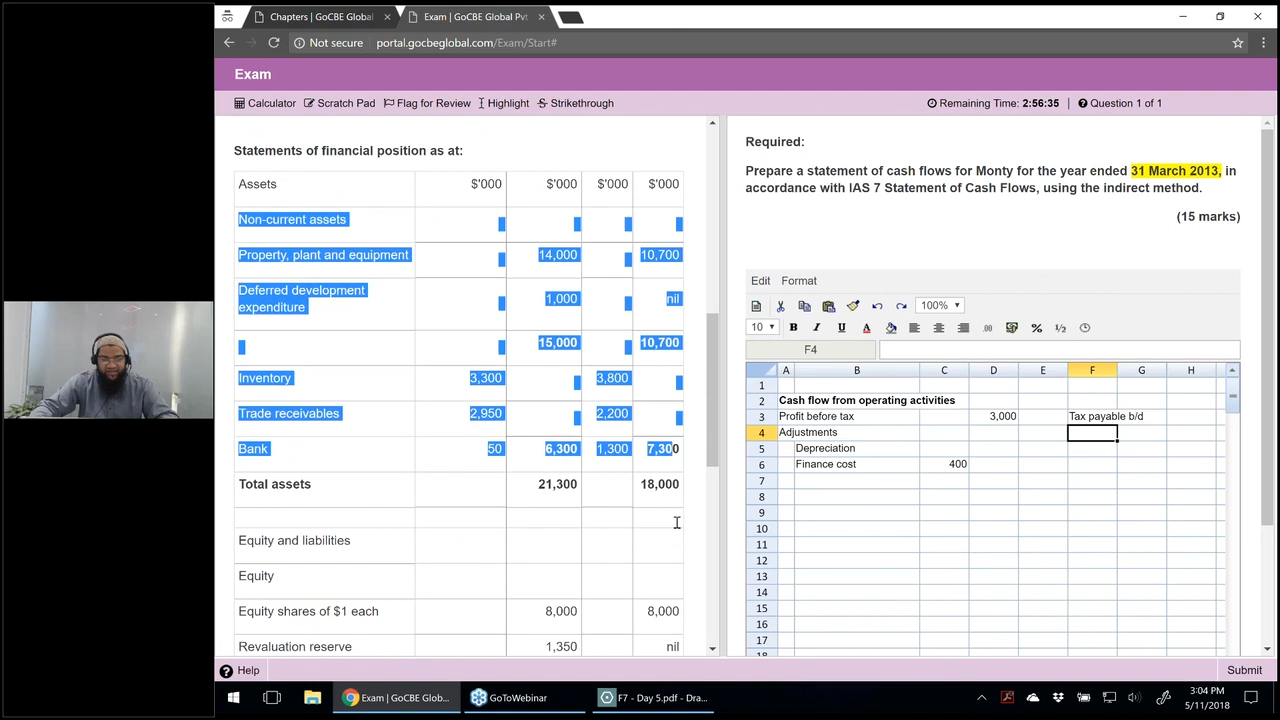 Chapters | GoCBE Global
Exam | GoCBE Global Pvt
Not secure
portal.gocbeglobal.com/Exam/Start#
Exam
Calculator Scratch Pad Flag for Review Highlight Strikethrough
Remaining Time: 2:56:35 | Question 1 of 1
Statements of financial position as at:
Assets $'000 $'000 $'000 $'000
Non-current assets
Property, plant and equipment 14,000 10,700
Deferred development
expenditure 1,000 nil
15,000 10,700
Inventory 3,300 3,800
Trade receivables 2,950 2,200
Bank 50 6,300 1,300 7,300
Total assets 21,300 18,000
Equity and liabilities
Equity
Equity shares of $1 each 8,000 8,000
Revaluation reserve 1,350 nil
Required:
Prepare a statement of cash flows for Monty for the year ended 31 March 2013, in
accordance with IAS 7 Statement of Cash Flows, using the indirect method.
(15 marks)
Edit Format
100%
10 B I U A .00 % 1/2
F4
A B C D E F G H
1
2 Cash flow from operating activities
3 Profit before tax 3,000 Tax payable b/d
4 Adjustments
5 Depreciation
6 Finance cost 400
7
8
9
10
11
12
13
14
15
16
17
18
Help
Submit
Exam | GoCBE Glob...
GoToWebinar
F7 - Day 5.pdf - Dra...
3:04 PM
5/11/2018